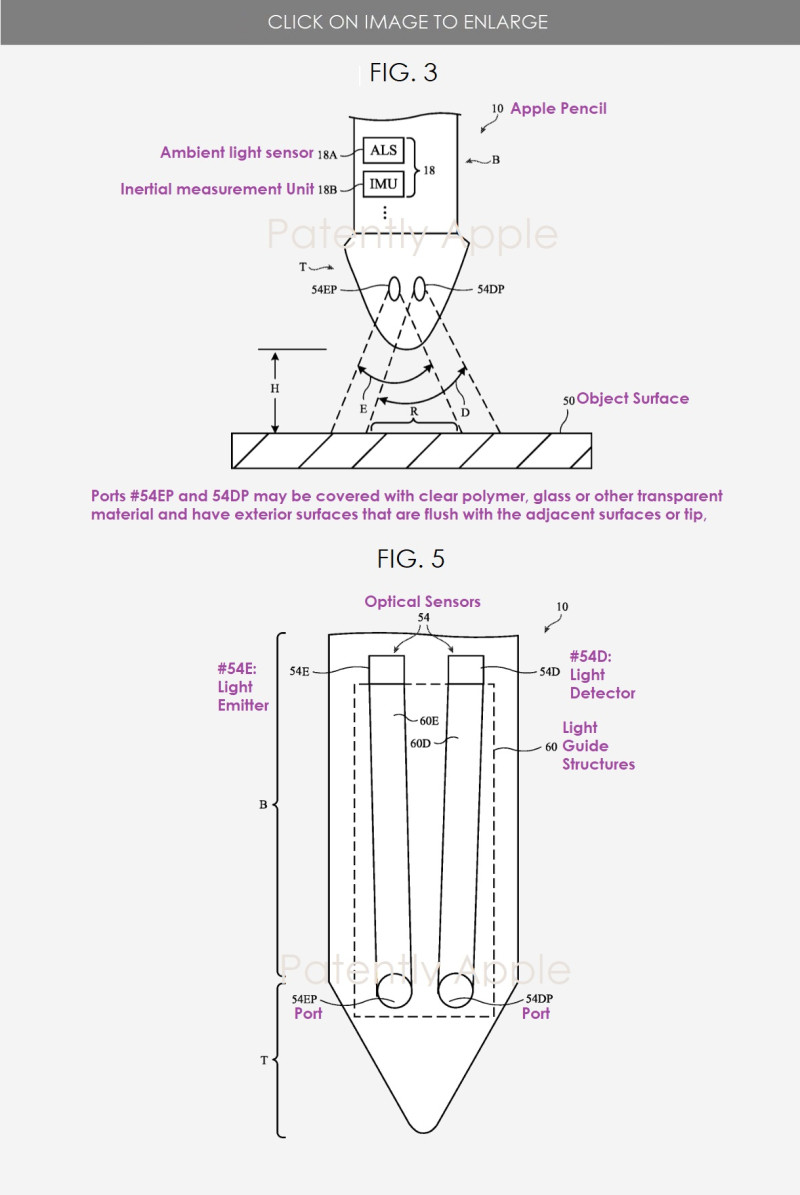 CLICK ON IMAGE TO ENLARGE
FIG. 3
10 Apple Pencil
Ambient light sensor 18A
ALS
18
B
Inertial measurement Unit 18B
IMU
Patently Apple
T
54EP
54DP
H
E
R
D
50 Object Surface
Ports #54EP and 54DP may be covered with clear polymer, glass or other transparent
material and have exterior surfaces that are flush with the adjacent surfaces or tip,
FIG. 5
Optical Sensors
54
10
#54E:
Light
Emitter
54E
54D
#54D:
Light
Detector
60E
60D
60
Light
Guide
Structures
B
Patently Apple
54EP
Port
54DP
Port
T